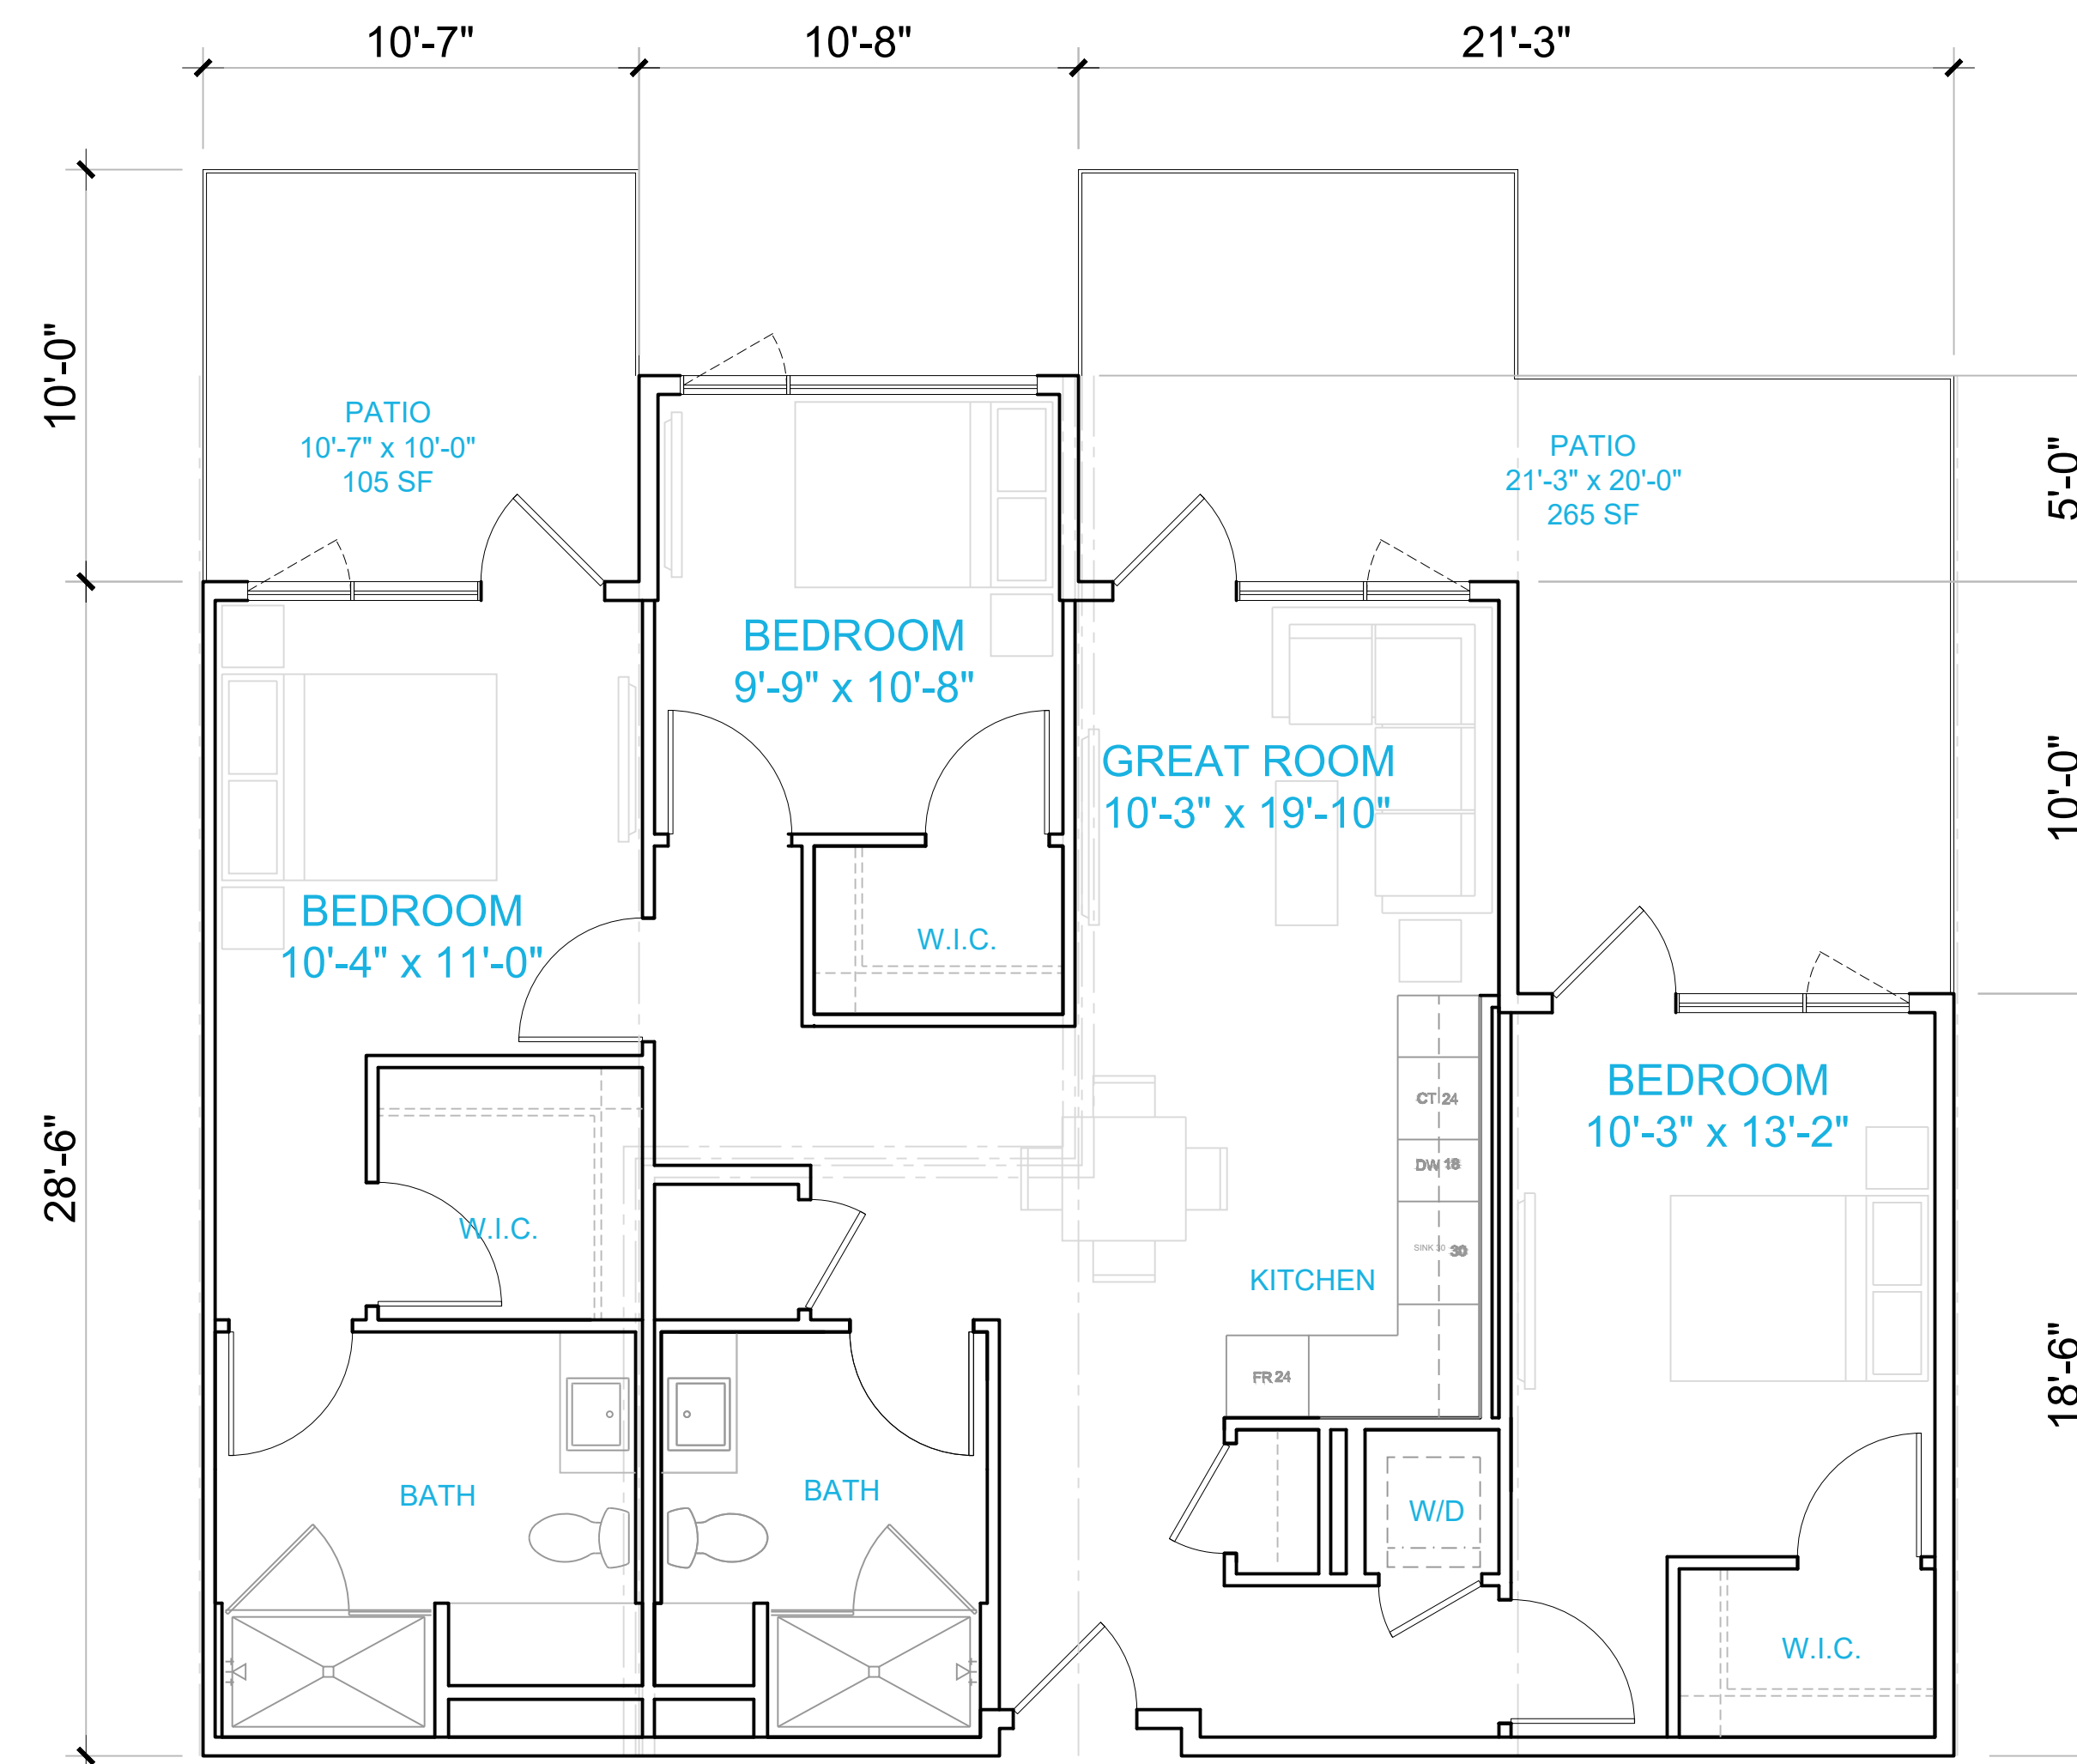 10'-7"
10'-8"
21'-3"
10'-0"
28'-6"
5'-0"
10'-0"
18'-6"
PATIO
10'-7" x 10'-0"
105 SF
PATIO
21'-3" x 20'-0"
265 SF
BEDROOM
9'-9" x 10'-8"
GREAT ROOM
10'-3" x 19'-10"
BEDROOM
10'-4" x 11'-0"
W.I.C.
BEDROOM
10'-3" x 13'-2"
CT 24
DW 18
W.I.C.
SINK 30 30
KITCHEN
FR 24
BATH
BATH
W/D
W.I.C.